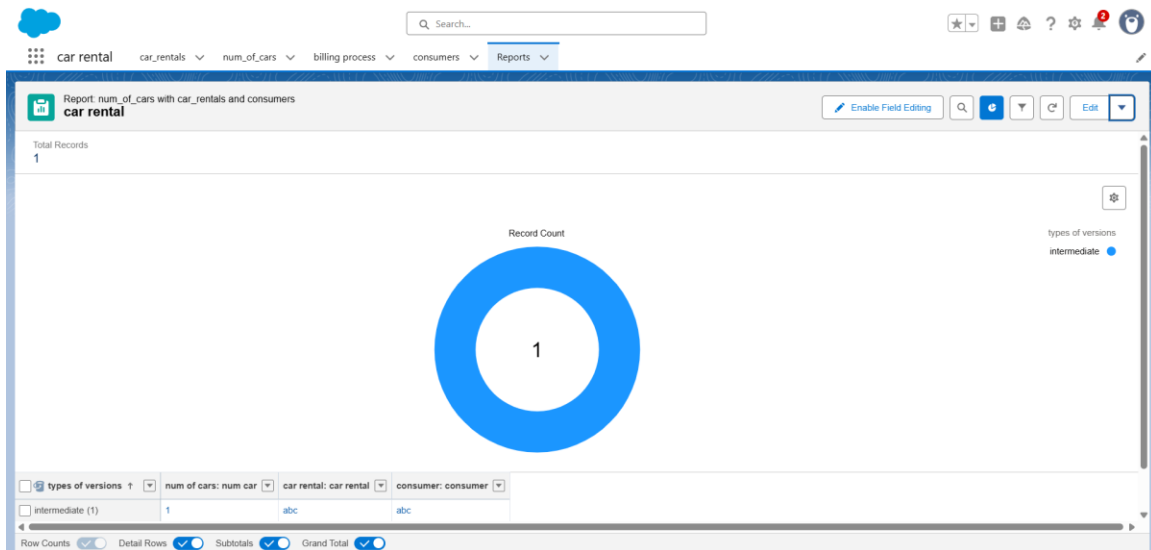 Search...
2
car rental car_rentals num_of_cars billing process consumers Reports
Report: num_of_cars with car_rentals and consumers
car rental
Enable Field Editing
Edit
Total Records
1
Record Count
types of versions
intermediate
1
types of versions ↑ num of cars: num car car rental: car rental consumer: consumer
intermediate (1) 1 abc abc
Row Counts Detail Rows Subtotals Grand Total